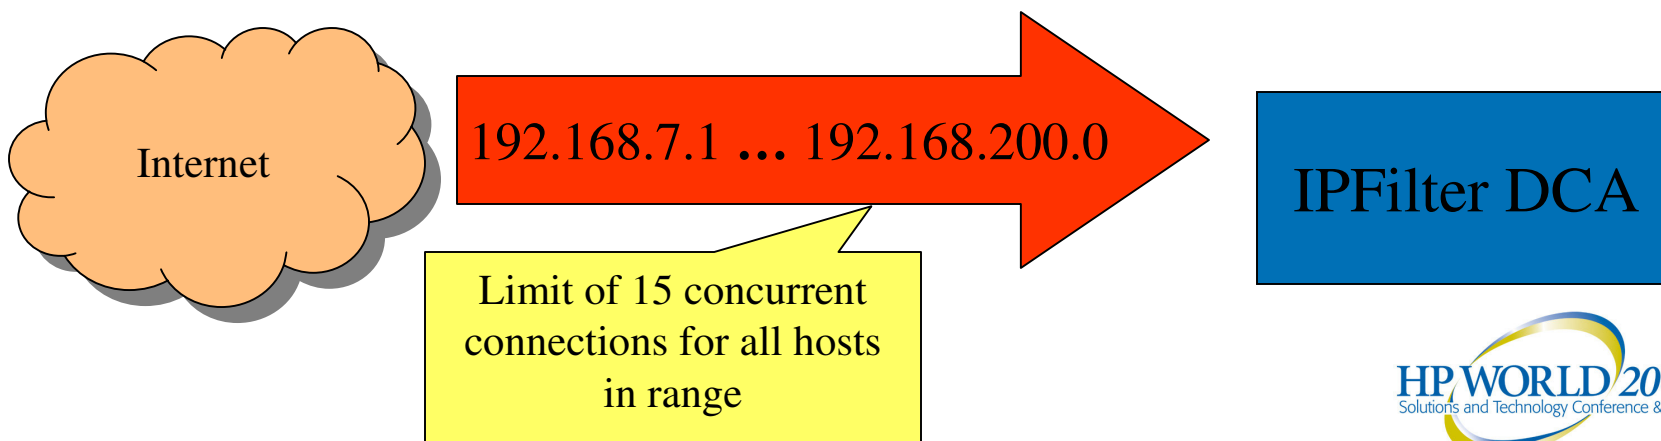 Internet
192.168.7.1 ... 192.168.200.0
IPFilter DCA
Limit of 15 concurrent
connections for all hosts
in range
HP WORLD 20
Solutions and Technology Conference &